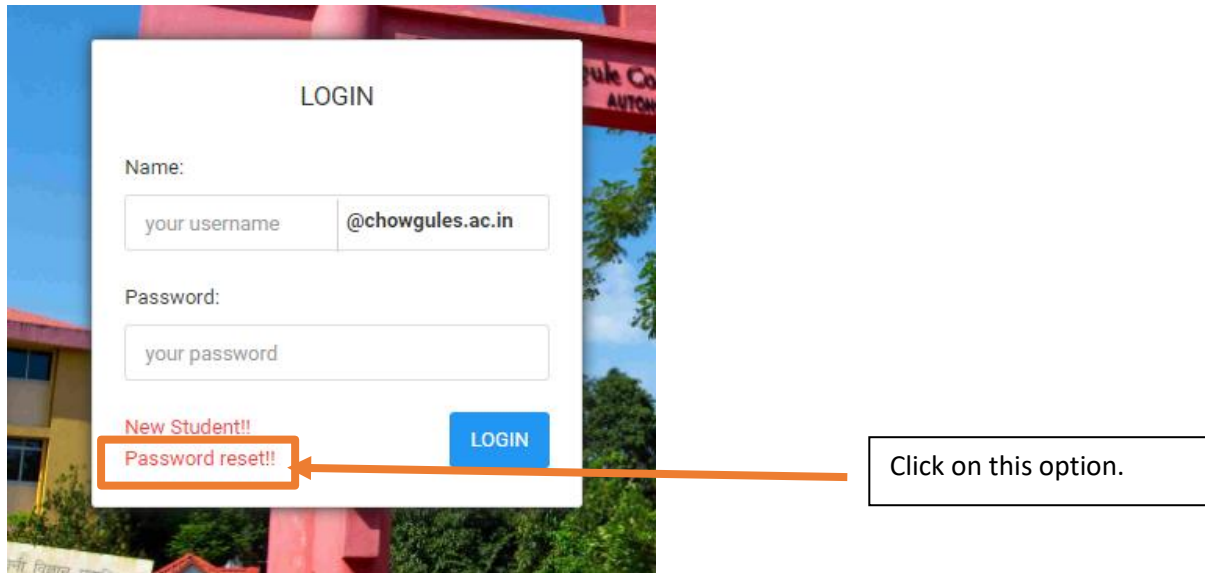 LOGIN
Name:
your username
@chowgules.ac.in
Password:
your password
New Student!!
Password reset!!
LOGIN
Click on this option.